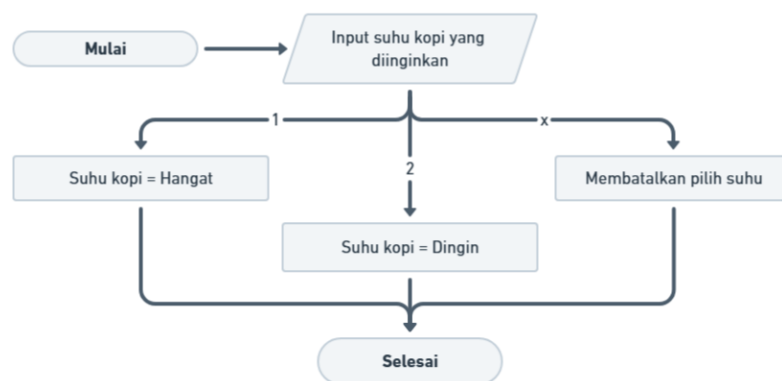 Mulai
Input suhu kopi yang
diinginkan
1
x
2
Suhu kopi = Hangat
Membatalkan pilih suhu
Suhu kopi = Dingin
Selesai